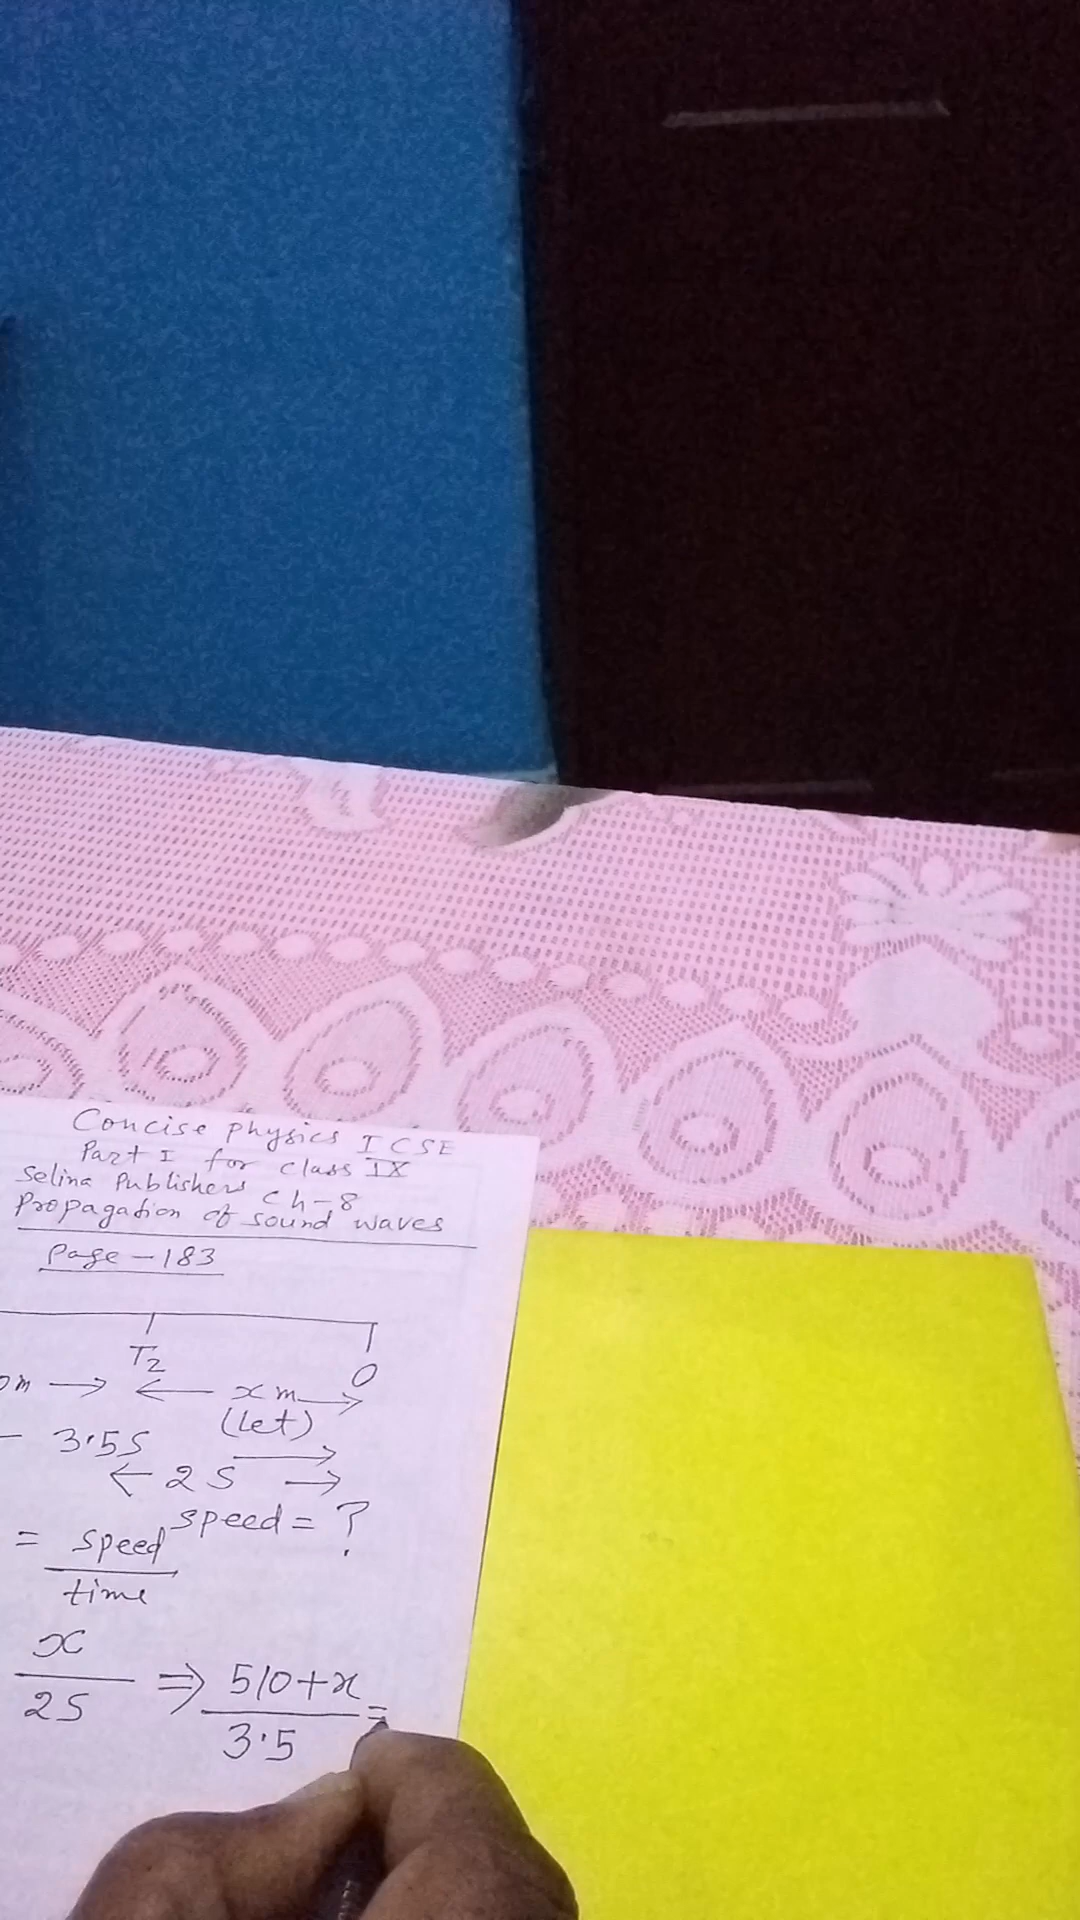 Concise Physics ICSE
Part I for class IX
Selina Publishers Ch-8
Propagation of sound waves
Page - 183
T2 O
0m → ← x m →
(let)
- 3.5s
← 2s →
speed = ?
= speed
time
x
2s
⇒ 510+x =
3.5